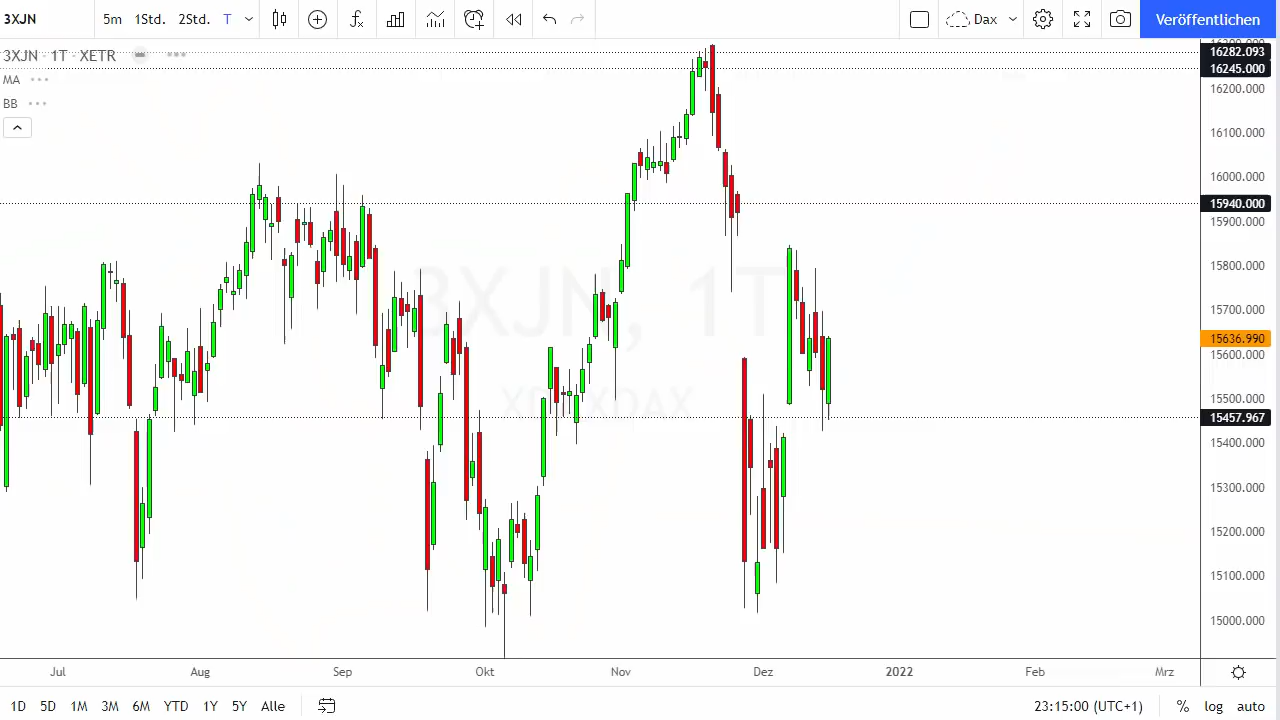 3XJN 5m 1Std. 2Std. T Dax Veröffentlichen
3XJN · 1T · XETR
MA
BB
16282.093
16245.000
16200.000
16100.000
16000.000
15940.000
15900.000
15800.000
3XJN, 1T
15700.000
15636.990
15600.000
15500.000
15457.967
15400.000
15300.000
15200.000
15100.000
15000.000
Jul Aug Sep Okt Nov Dez 2022 Feb Mrz
1D 5D 1M 3M 6M YTD 1Y 5Y Alle 23:15:00 (UTC+1) % log auto